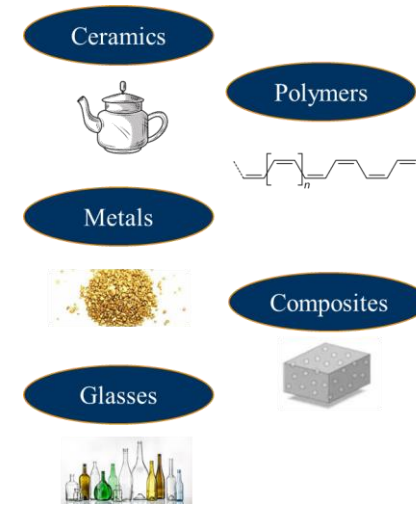 Ceramics
Polymers
n
Metals
Composites
Glasses